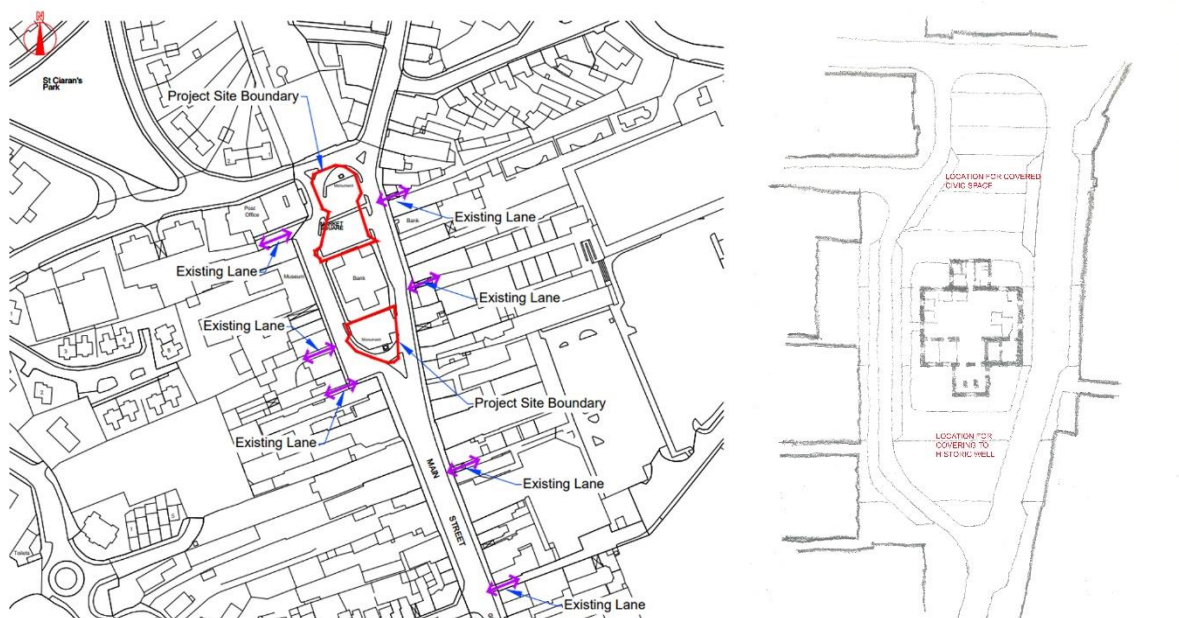 St Ciaran's
Park
Project Site Boundary
Monument
Post
Office
Bank
Existing Lane
Existing Lane
Museum
Bank
Existing Lane
Existing Lane
Monument
Project Site Boundary
Existing Lane
MAIN
STREET
Existing Lane
Toilets
Existing Lane
LOCATION FOR COVERED
CIVIC SPACE
LOCATION FOR
COVERING TO
HISTORIC WELL